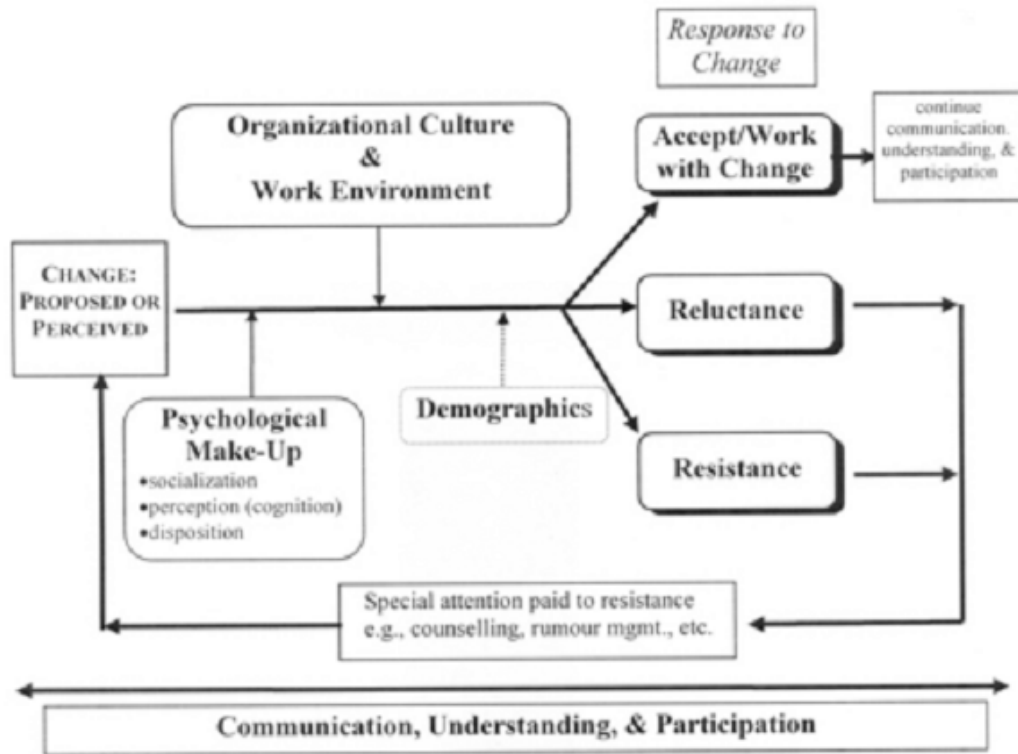 Response to
Change
Organizational Culture
&
Work Environment
Accept/Work
with Change
continue
communication.
understanding, &
participation
CHANGE:
PROPOSED OR
PERCEIVED
Reluctance
Psychological
Make-Up
•socialization
•perception (cognition)
•disposition
Demographics
Resistance
Special attention paid to resistance
e.g., counselling, rumour mgmt., etc.
Communication, Understanding, & Participation